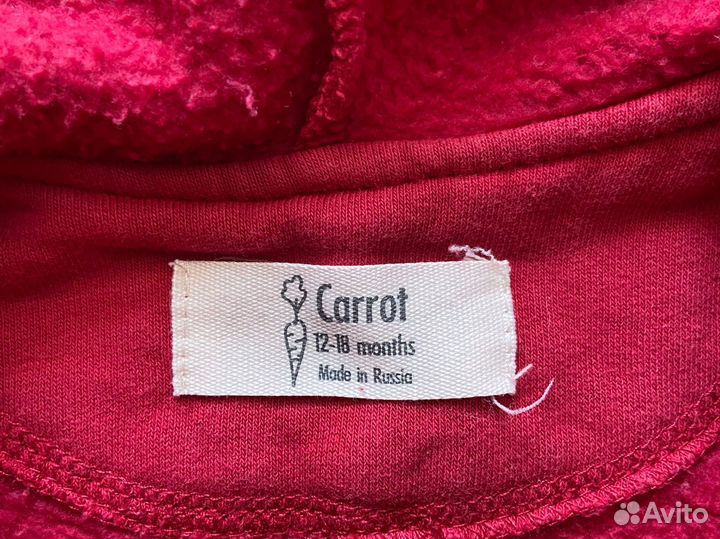 Carrot
12-18 months
Made in Russia
Avito